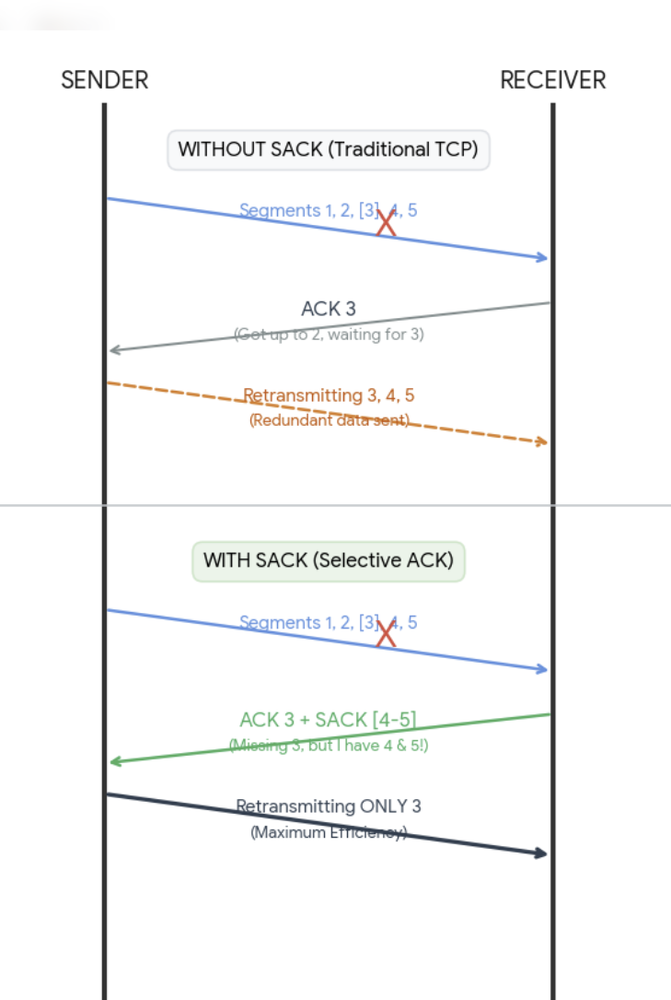 SENDER
RECEIVER
WITHOUT SACK (Traditional TCP)
Segments 1, 2, [3], 4, 5
X
ACK 3
(Got up to 2, waiting for 3)
Retransmitting 3, 4, 5
(Redundant data sent)
WITH SACK (Selective ACK)
Segments 1, 2, [3], 4, 5
X
ACK 3 + SACK [4-5]
(Missing 3, but I have 4 & 5!)
Retransmitting ONLY 3
(Maximum Efficiency)